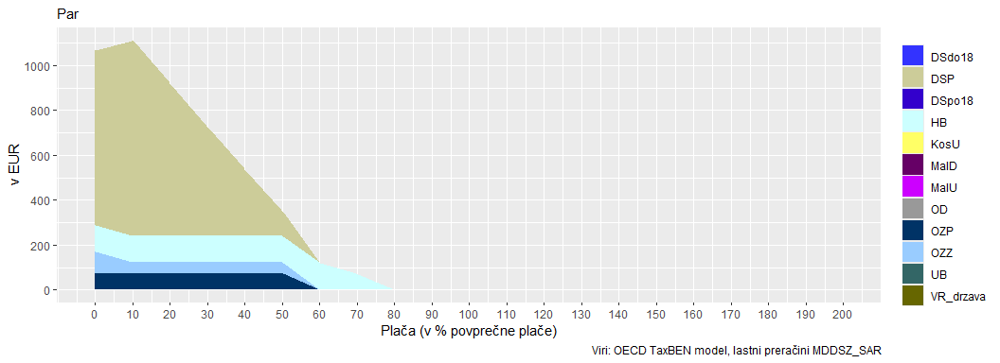 Par
v EUR
1000
800
600
400
200
0
0 10 20 30 40 50 60 70 80 90 100 110 120 130 140 150 160 170 180 190 200
Plača (v % povprečne plače)
Viri: OECD TaxBEN model, lastni preračini MDDSZ_SAR
DSdo18
DSP
DSpo18
HB
KosU
MalD
MalU
OD
OZP
OZZ
UB
VR_drzava